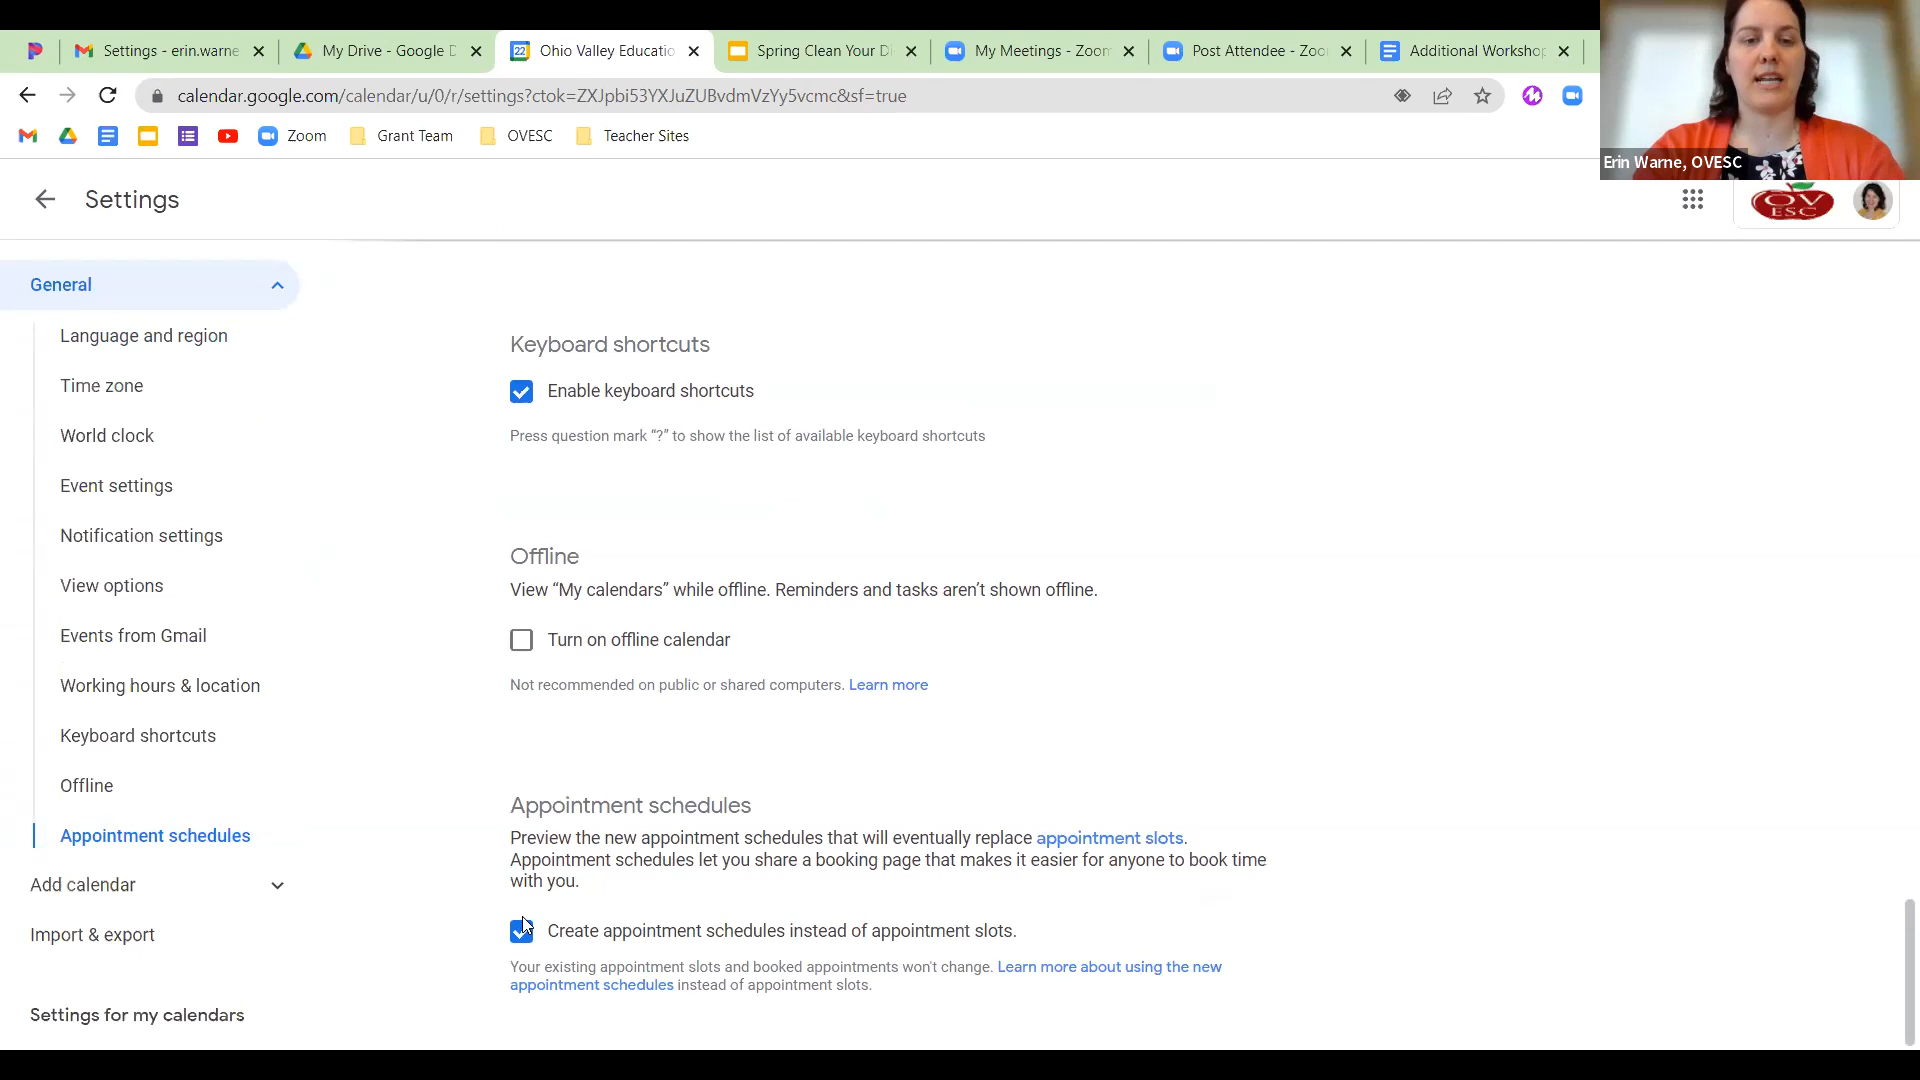 Settings - erin.warne
My Drive - Google D
22
Ohio Valley Educatio
Spring Clean Your Di
My Meetings - Zoom
Post Attendee - Zoo
Additional Workshop
calendar.google.com/calendar/u/0/r/settings?ctok=ZXJpbi53YXJuZUBvdmVzYy5vcmc&sf=true
Zoom
Grant Team
OVESC
Teacher Sites
Erin Warne, OVESC
Settings
OV
ESC
General
Language and region
Time zone
World clock
Event settings
Notification settings
View options
Events from Gmail
Working hours & location
Keyboard shortcuts
Offline
Appointment schedules
Add calendar
Import & export
Settings for my calendars
Keyboard shortcuts
Enable keyboard shortcuts
Press question mark “?” to show the list of available keyboard shortcuts
Offline
View “My calendars” while offline. Reminders and tasks aren’t shown offline.
Turn on offline calendar
Not recommended on public or shared computers. Learn more
Appointment schedules
Preview the new appointment schedules that will eventually replace appointment slots.
Appointment schedules let you share a booking page that makes it easier for anyone to book time
with you.
Create appointment schedules instead of appointment slots.
Your existing appointment slots and booked appointments won't change. Learn more about using the new
appointment schedules instead of appointment slots.